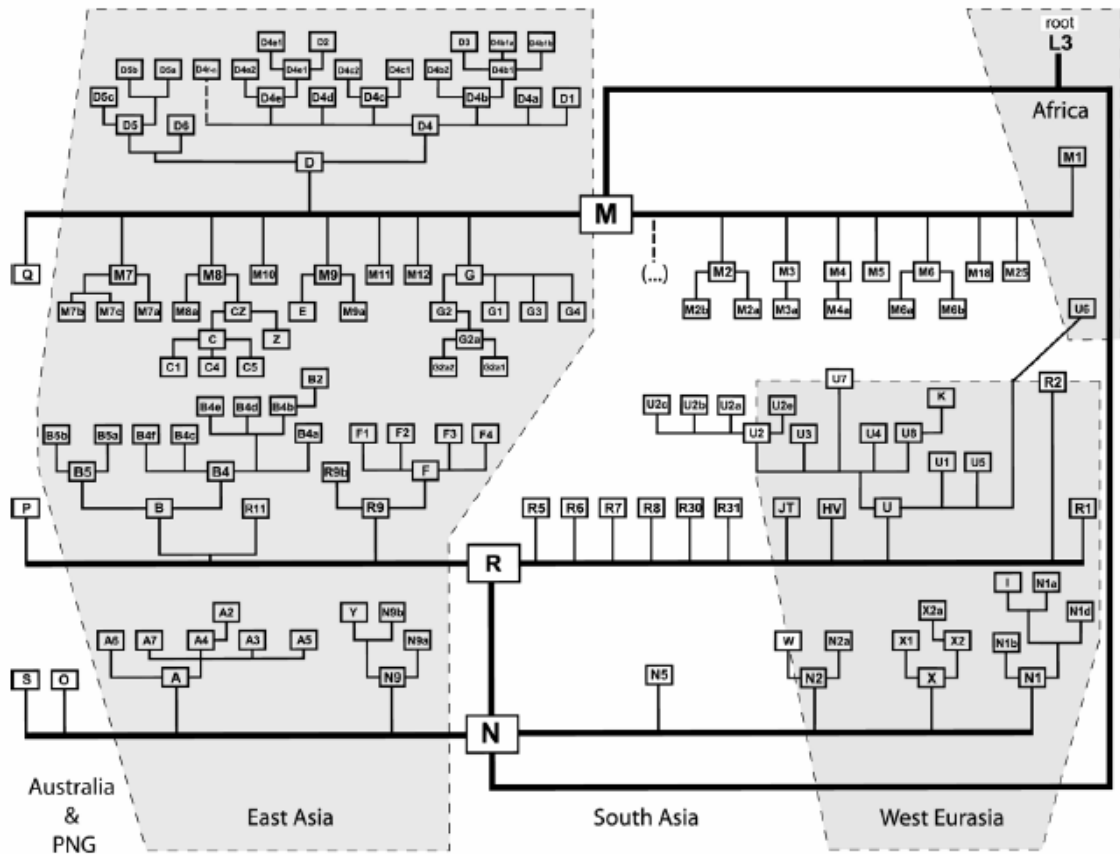 root
L3
Africa
D4e1 D2 D3 D4b1a D4b1b
D5b D5a D4a2 D4e1 D4c2 D4c1 D4b2 D4b1
D5c D4e D4d D4c D4b D4a D1
D5 D6 D4
D
M1
M
Q M7 M8 M10 M9 M11 M12 G (...) M2 M3 M4 M5 M6 M18 M25
M7b M7c M7a M8a CZ E M9a G2 G1 G3 G4 M2b M2a M3a M4a M6a M6b U6
C Z G2a
C1 C4 C5 G2a2 G2a1
B2 U7 R2
B4e B4d B4b U2c U2b U2a U2e K
B5b B5a B4f B4c B4a F1 F2 F3 F4 U2 U3 U4 U8
B5 B4 R9b F U1 U5
P B R11 R9 R5 R6 R7 R8 R30 R31 JT HV U R1
R
I N1a
A2 Y N9b X2a N1d
A6 A7 A4 A3 A5 N9a W N2a X1 X2 N1b
S O A N9 N5 N2 X N1
N
Australia
&
PNG
East Asia
South Asia
West Eurasia